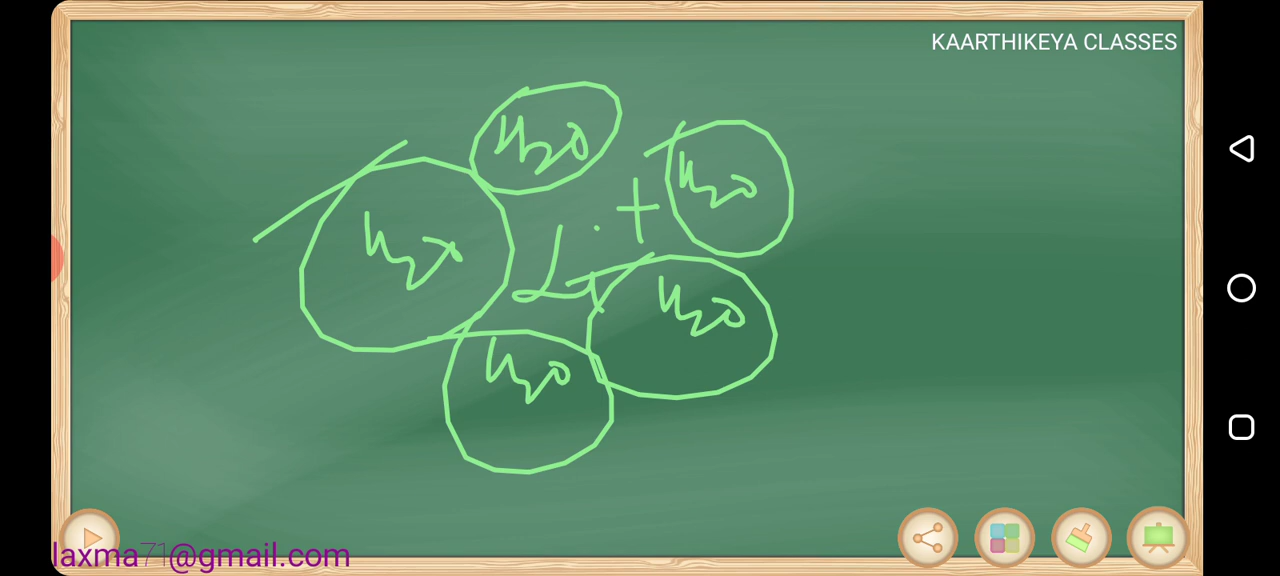 KAARTHIKEYA CLASSES
H2O
H2O
H2O
Li+
H2O
H2O
laxma71@gmail.com